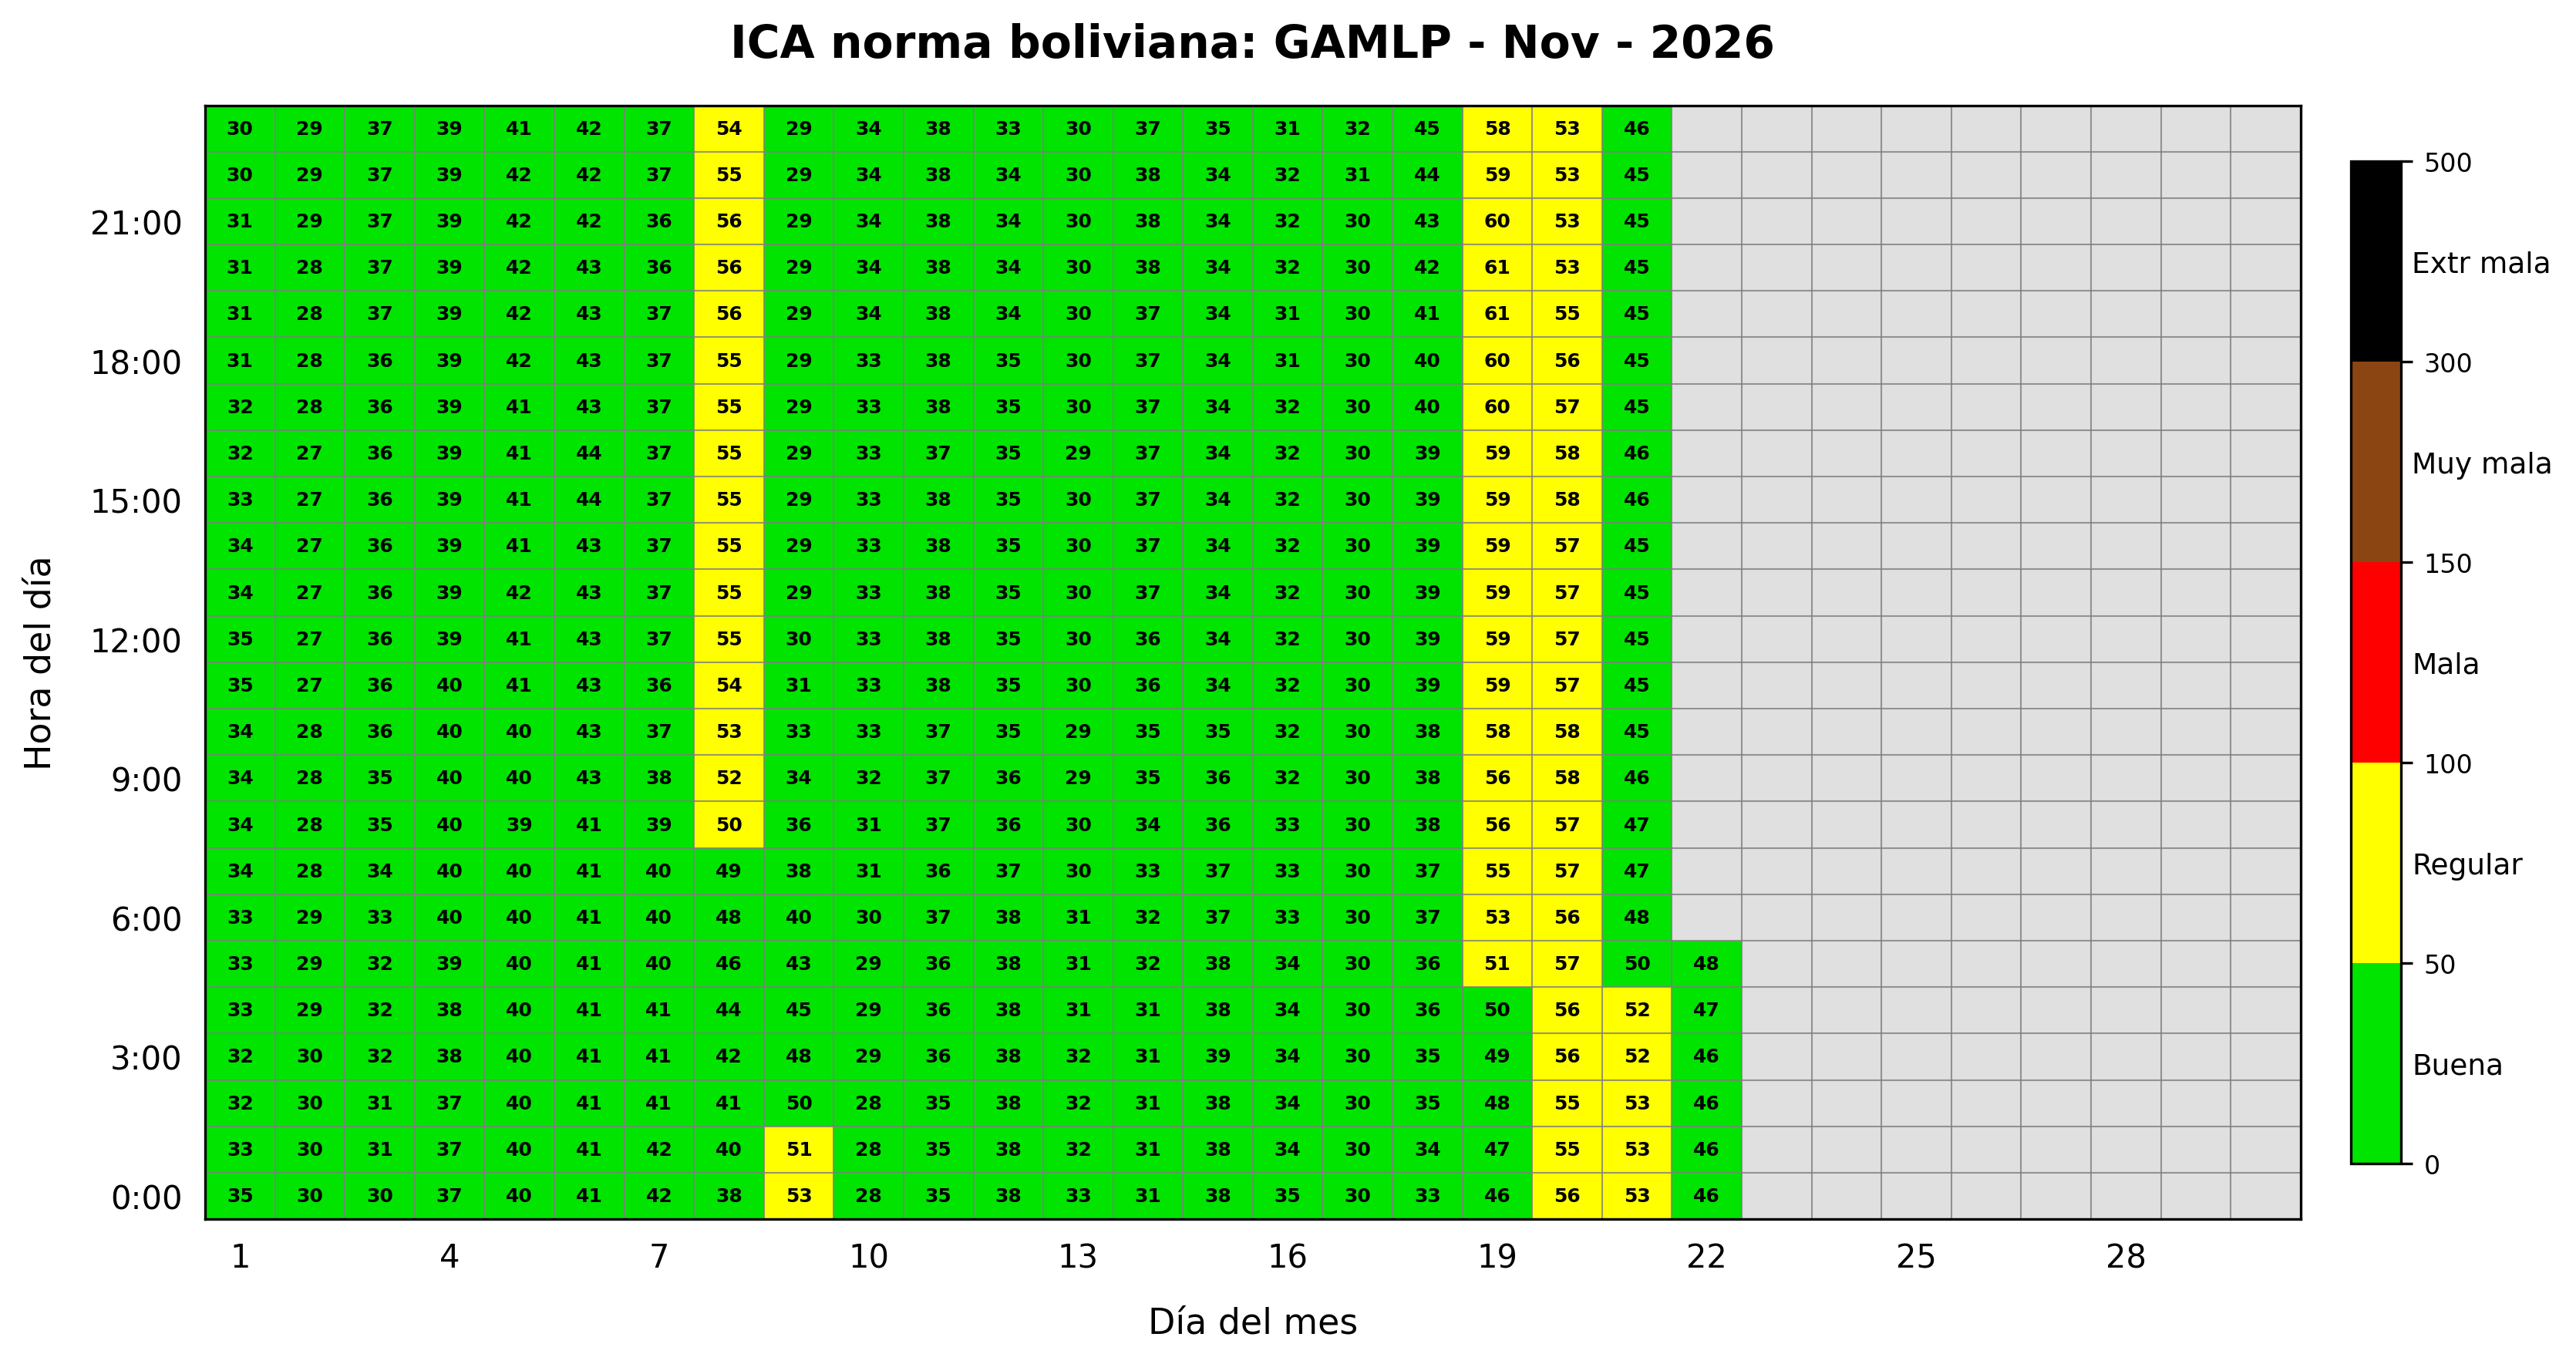 ICA norma boliviana: GAMLP - Nov - 2026
30 29 37 39 41 42 37 54 29 34 38 33 30 37 35 31 32 45 58 53 46
30 29 37 39 42 42 37 55 29 34 38 34 30 38 34 32 31 44 59 53 45
21:00 31 29 37 39 42 42 36 56 29 34 38 34 30 38 34 32 30 43 60 53 45
31 28 37 39 42 43 36 56 29 34 38 34 30 38 34 32 30 42 61 53 45
31 28 37 39 42 43 37 56 29 34 38 34 30 37 34 31 30 41 61 55 45
18:00 31 28 36 39 42 43 37 55 29 33 38 35 30 37 34 31 30 40 60 56 45
32 28 36 39 41 43 37 55 29 33 38 35 30 37 34 32 30 40 60 57 45
32 27 36 39 41 44 37 55 29 33 37 35 29 37 34 32 30 39 59 58 46
15:00 33 27 36 39 41 44 37 55 29 33 38 35 30 37 34 32 30 39 59 58 46
34 27 36 39 41 43 37 55 29 33 38 35 30 37 34 32 30 39 59 57 45
34 27 36 39 42 43 37 55 29 33 38 35 30 37 34 32 30 39 59 57 45
12:00 35 27 36 39 41 43 37 55 30 33 38 35 30 36 34 32 30 39 59 57 45
35 27 36 40 41 43 36 54 31 33 38 35 30 36 34 32 30 39 59 57 45
34 28 36 40 40 43 37 53 33 33 37 35 29 35 35 32 30 38 58 58 45
9:00 34 28 35 40 40 43 38 52 34 32 37 36 29 35 36 32 30 38 56 58 46
34 28 35 40 39 41 39 50 36 31 37 36 30 34 36 33 30 38 56 57 47
34 28 34 40 40 41 40 49 38 31 36 37 30 33 37 33 30 37 55 57 47
6:00 33 29 33 40 40 41 40 48 40 30 37 38 31 32 37 33 30 37 53 56 48
33 29 32 39 40 41 40 46 43 29 36 38 31 32 38 34 30 36 51 57 50 48
33 29 32 38 40 41 41 44 45 29 36 38 31 31 38 34 30 36 50 56 52 47
3:00 32 30 32 38 40 41 41 42 48 29 36 38 32 31 39 34 30 35 49 56 52 46
32 30 31 37 40 41 41 41 50 28 35 38 32 31 38 34 30 35 48 55 53 46
33 30 31 37 40 41 42 40 51 28 35 38 32 31 38 34 30 34 47 55 53 46
0:00 35 30 30 37 40 41 42 38 53 28 35 38 33 31 38 35 30 33 46 56 53 46
1 4 7 10 13 16 19 22 25 28
Hora del día
Día del mes
500
Extr mala
300
Muy mala
150
Mala
100
Regular
50
Buena
0